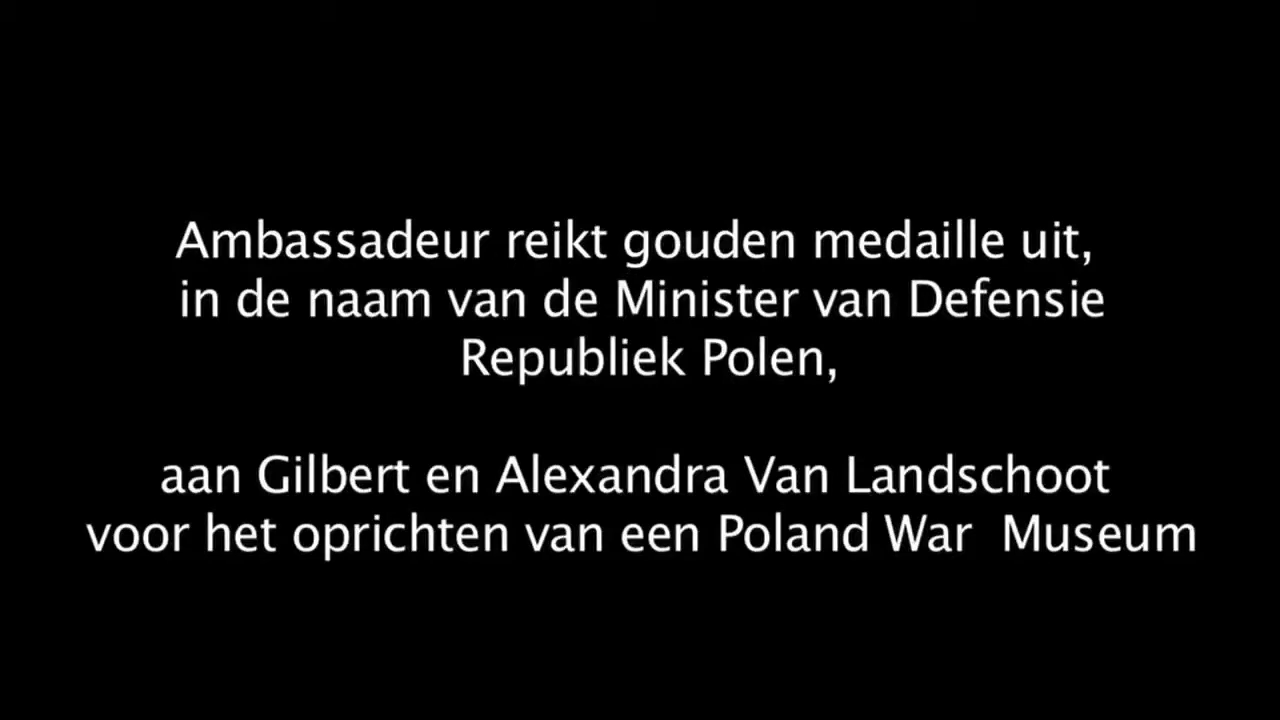 Ambassadeur reikt gouden medaille uit,
in de naam van de Minister van Defensie
Republiek Polen,
aan Gilbert en Alexandra Van Landschoot
voor het oprichten van een Poland War  Museum